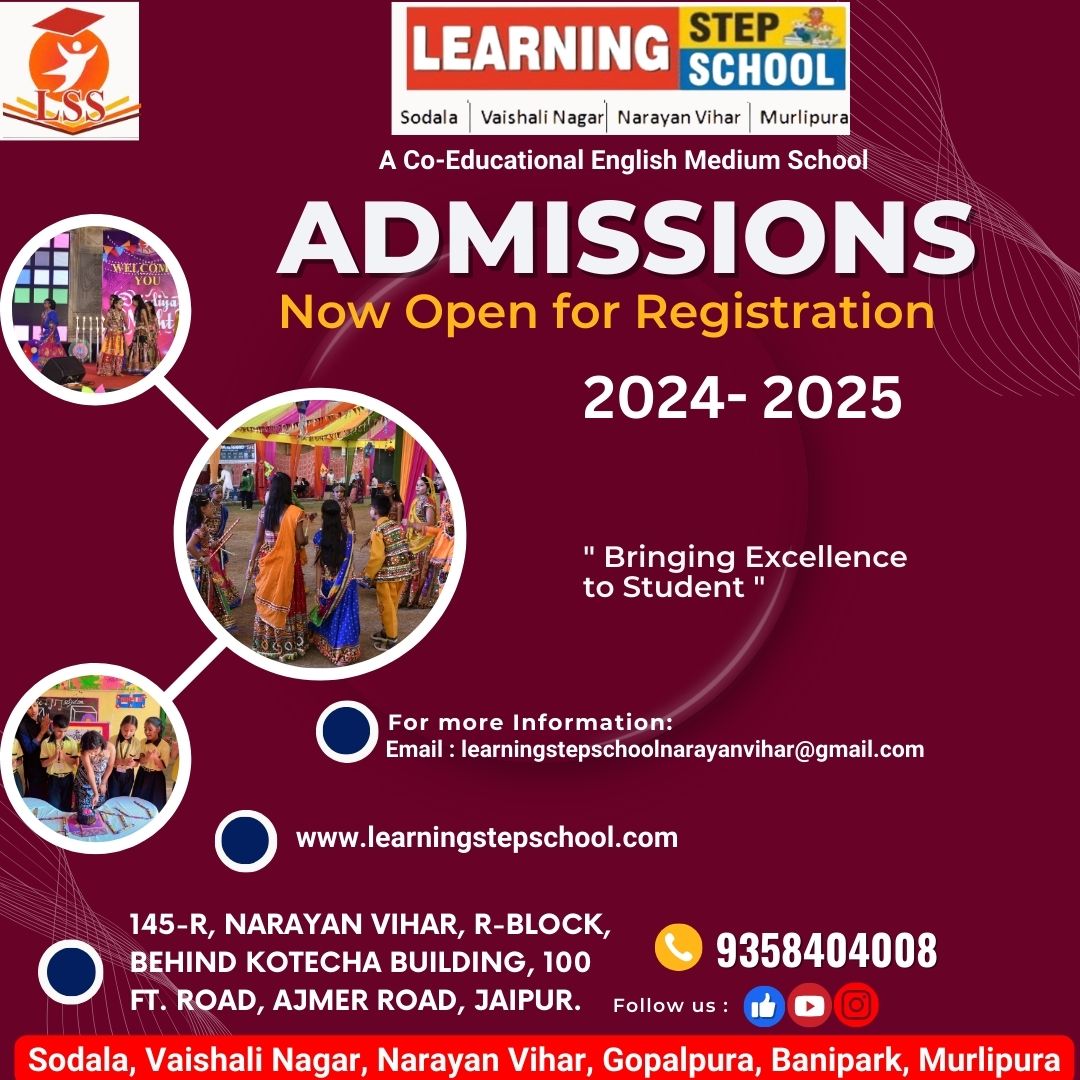 LSS
LEARNING STEP SCHOOL
Sodala | Vaishali Nagar | Narayan Vihar | Murlipura
A Co-Educational English Medium School
ADMISSIONS
Now Open for Registration
2024- 2025
WELCOM
YOU
" Bringing Excellence
to Student "
For more Information:
Email : learningstepschoolnarayanvihar@gmail.com
www.learningstepschool.com
145-R, NARAYAN VIHAR, R-BLOCK,
BEHIND KOTECHA BUILDING, 100
FT. ROAD, AJMER ROAD, JAIPUR.
9358404008
Follow us :
Sodala, Vaishali Nagar, Narayan Vihar, Gopalpura, Banipark, Murlipura